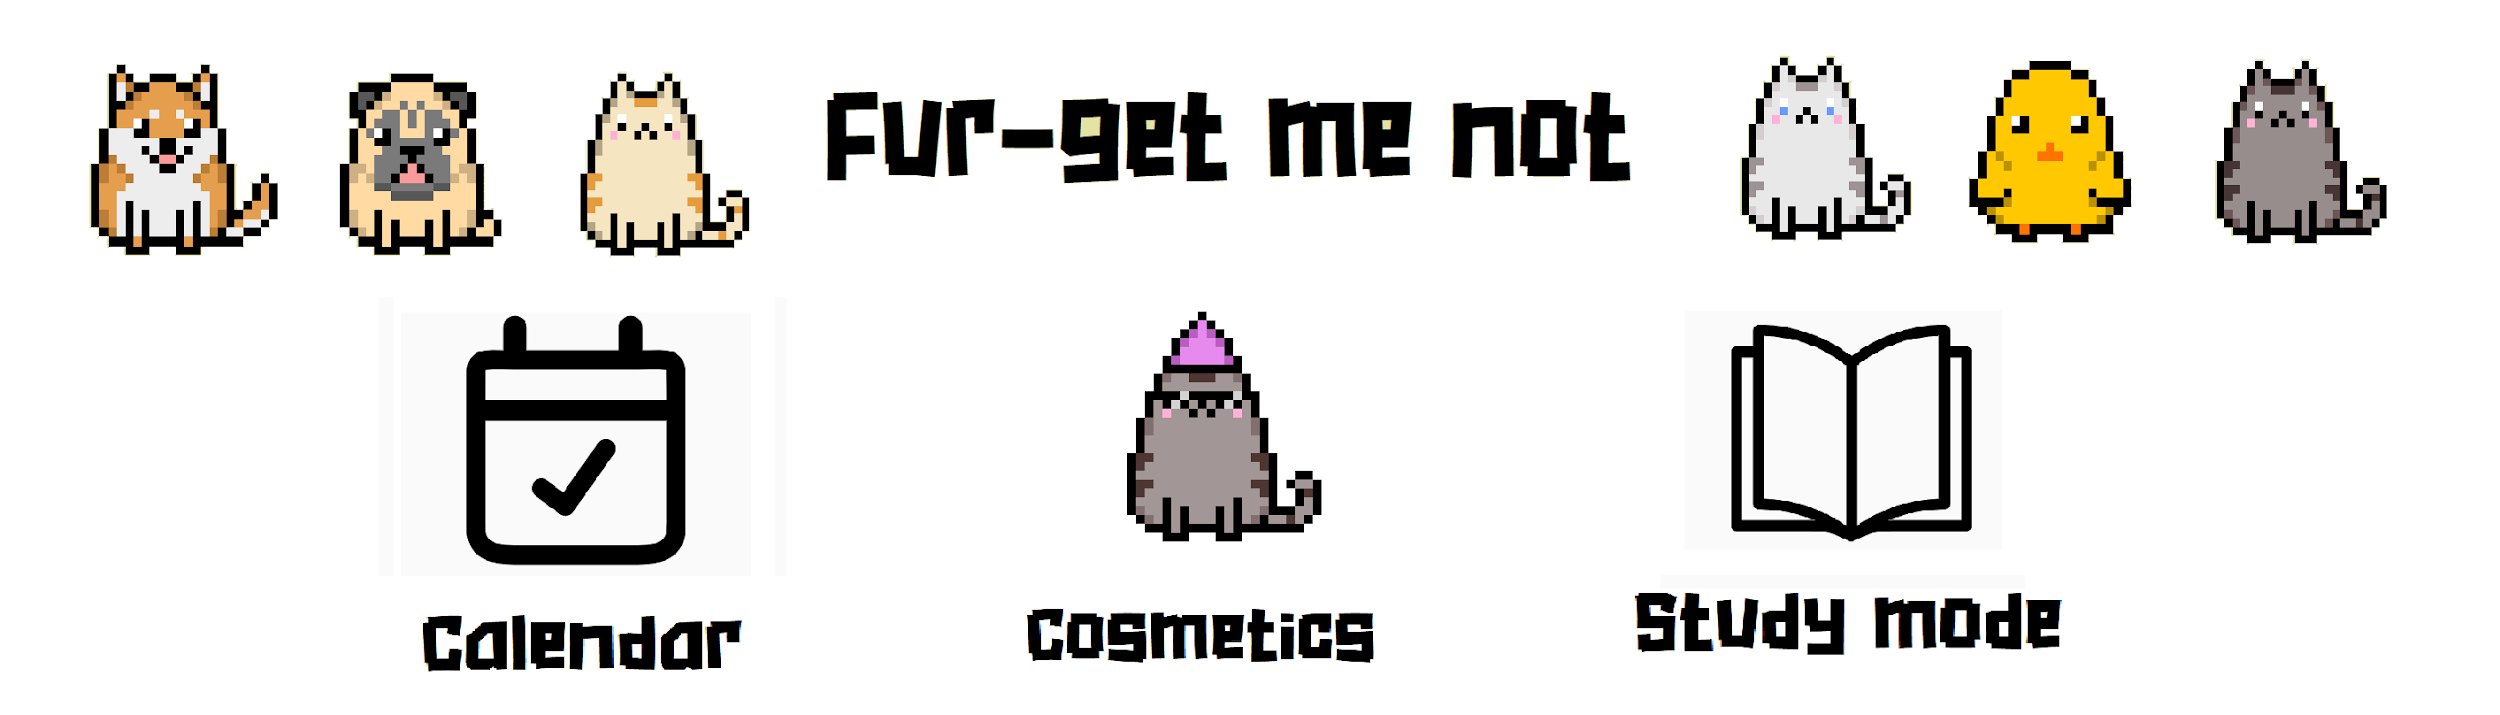 Fur-get me not
Calendar
Cosmetics
Study mode